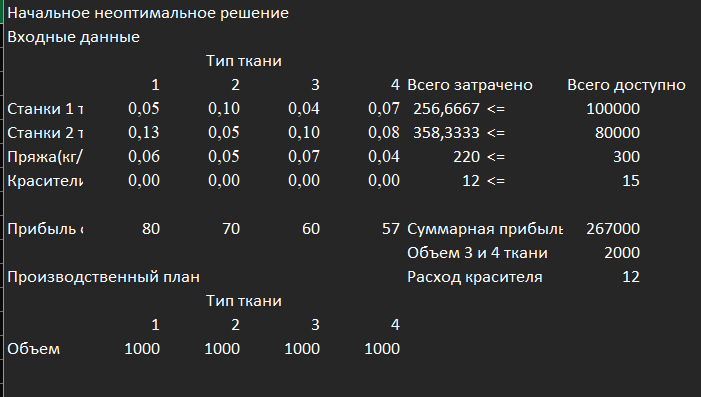 Начальное неоптимальное решение
Входные данные
Тип ткани
1 2 3 4 Всего затрачено Всего доступно
Станки 1 т 0,05 0,10 0,04 0,07 256,6667 <= 100000
Станки 2 т 0,13 0,05 0,10 0,08 358,3333 <= 80000
Пряжа(кг/ 0,06 0,05 0,07 0,04 220 <= 300
Красители 0,00 0,00 0,00 0,00 12 <= 15
Прибыль с 80 70 60 57 Суммарная прибыль 267000
Объем 3 и 4 ткани 2000
Производственный план Расход красителя 12
Тип ткани
1 2 3 4
Объем 1000 1000 1000 1000